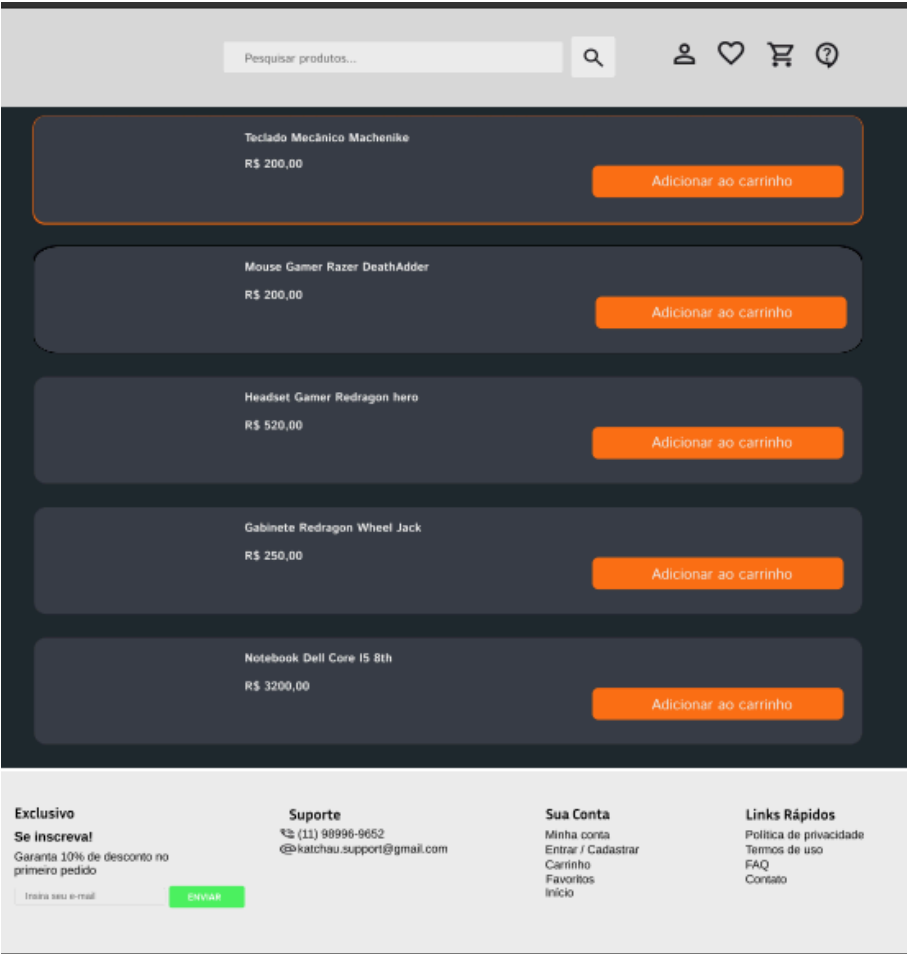 Pesquisar produtos...
Teclado Mecânico Machenike
R$ 200,00
Adicionar ao carrinho
Mouse Gamer Razer DeathAdder
R$ 200,00
Adicionar ao carrinho
Headset Gamer Redragon hero
R$ 520,00
Adicionar ao carrinho
Gabinete Redragon Wheel Jack
R$ 250,00
Adicionar ao carrinho
Notebook Dell Core I5 8th
R$ 3200,00
Adicionar ao carrinho
Exclusivo
Se inscreva!
Garanta 10% de desconto no
primeiro pedido
Insira seu e-mail
ENVIAR
Suporte
(11) 98996-9652
@katchau.support@gmail.com
Sua Conta
Minha conta
Entrar / Cadastrar
Carrinho
Favoritos
Início
Links Rápidos
Política de privacidade
Termos de uso
FAQ
Contato